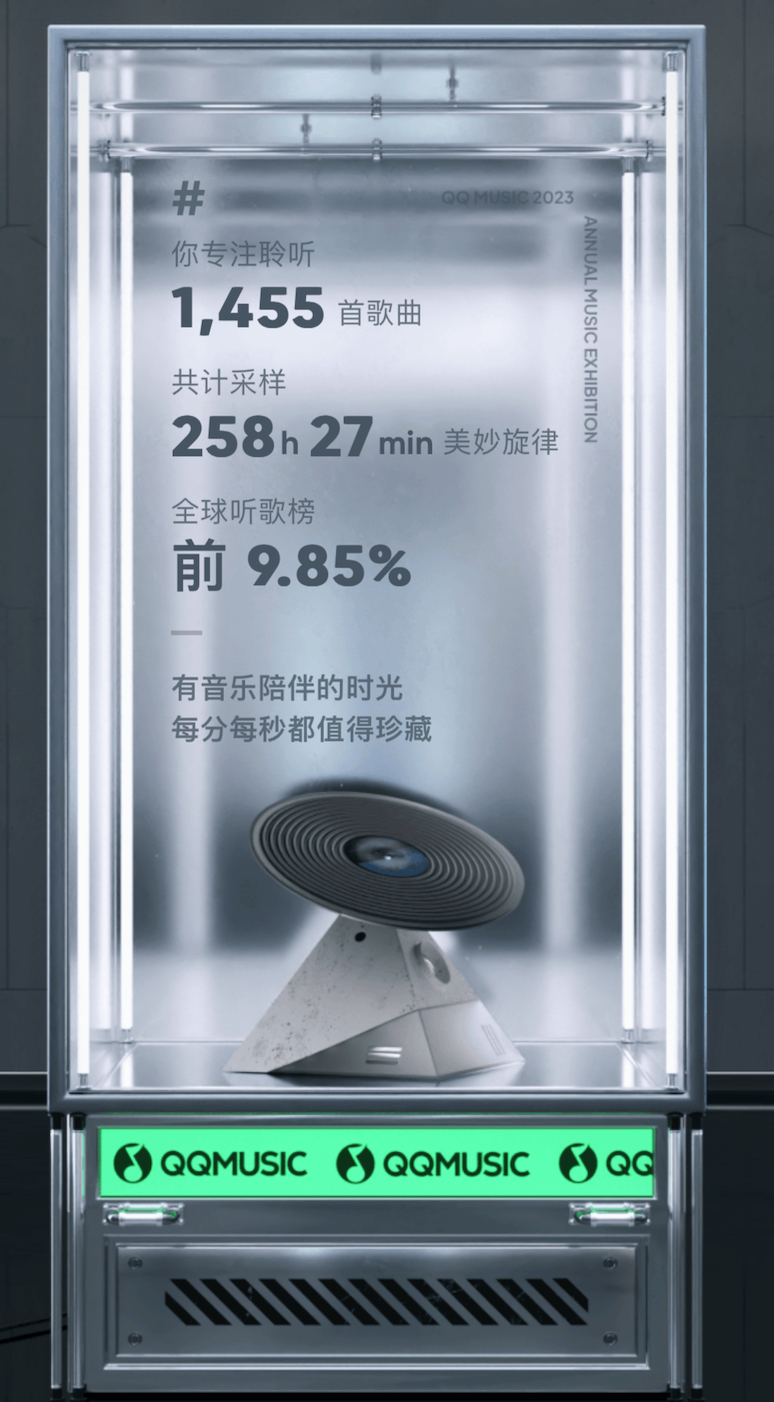 #
QQ MUSIC 2023
ANNUAL MUSIC EXHIBITION
你专注聆听
1,455 首歌曲
共计采样
258 h 27 min 美妙旋律
全球听歌榜
前 9.85%
有音乐陪伴的时光
每分每秒都值得珍藏
QQMUSIC QQMUSIC QQ